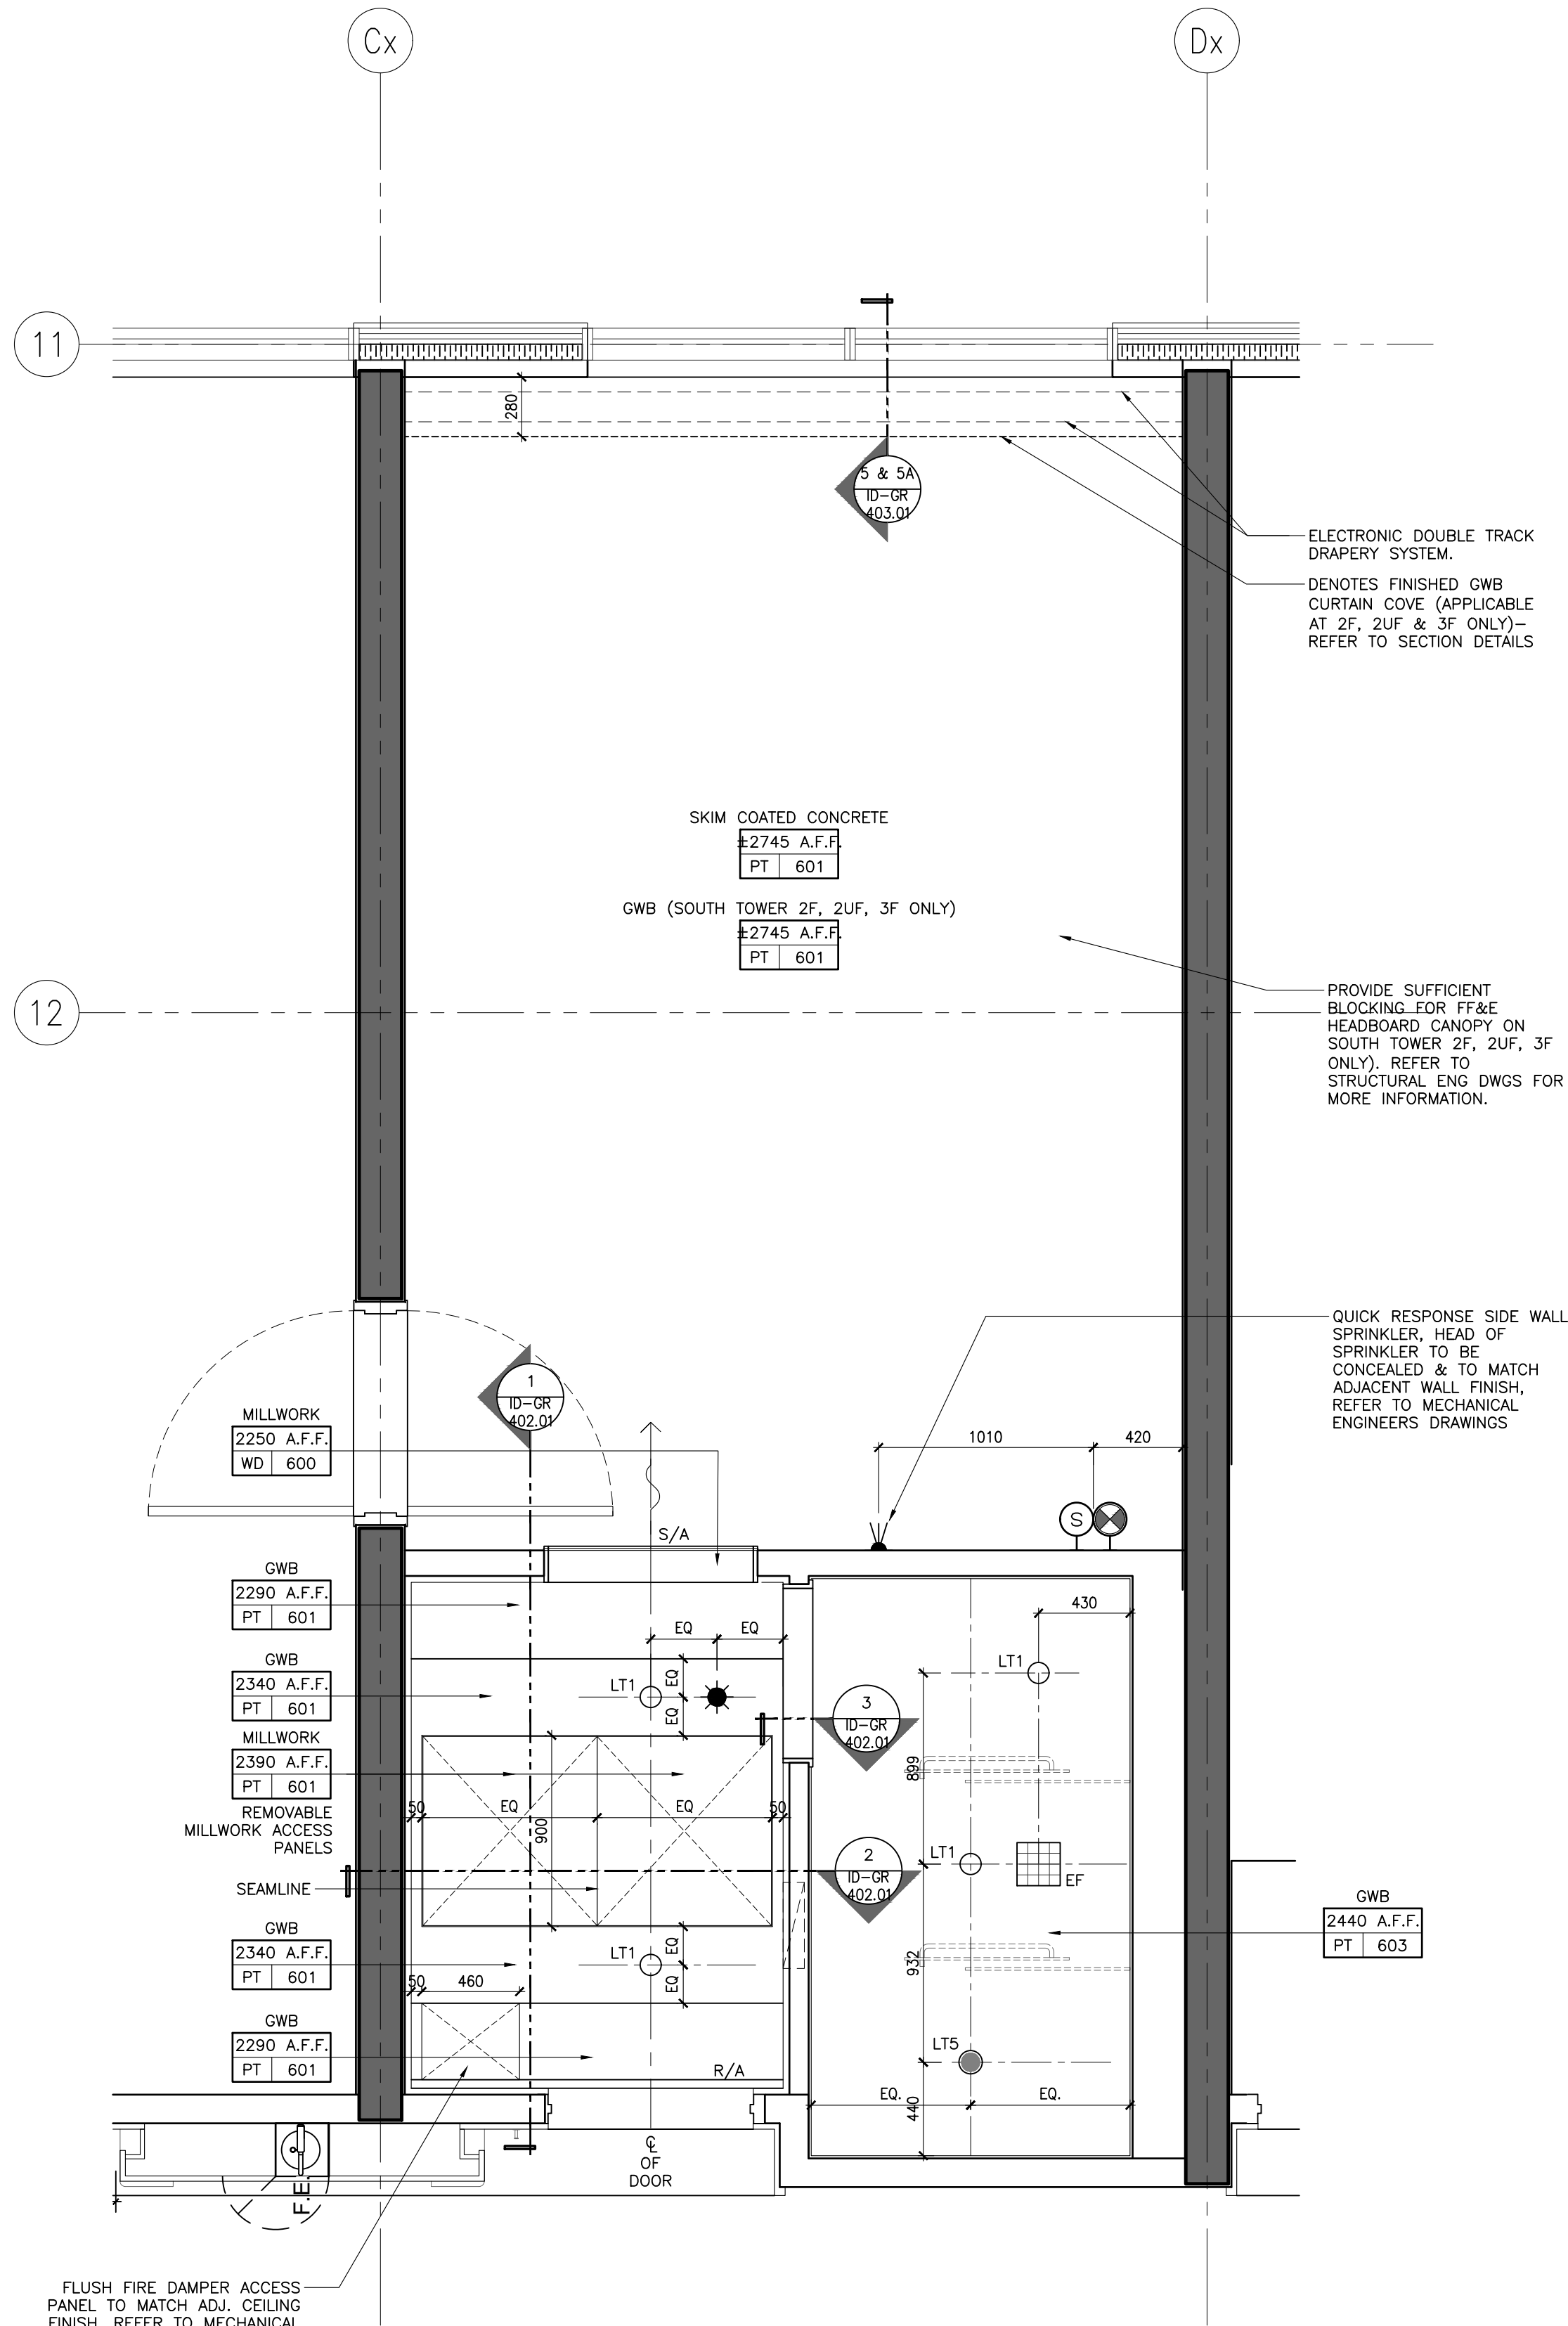 Cx
Dx
11
280
5 & 5A
ID-GR
403.01
ELECTRONIC DOUBLE TRACK
DRAPERY SYSTEM.
DENOTES FINISHED GWB
CURTAIN COVE (APPLICABLE
AT 2F, 2UF & 3F ONLY)-
REFER TO SECTION DETAILS
SKIM COATED CONCRETE
±2745 A.F.F.
PT 601
GWB (SOUTH TOWER 2F, 2UF, 3F ONLY)
±2745 A.F.F.
PT 601
12
PROVIDE SUFFICIENT
BLOCKING FOR FF&E
HEADBOARD CANOPY ON
SOUTH TOWER 2F, 2UF, 3F
ONLY). REFER TO
STRUCTURAL ENG DWGS FOR
MORE INFORMATION.
QUICK RESPONSE SIDE WALL
SPRINKLER, HEAD OF
SPRINKLER TO BE
CONCEALED & TO MATCH
ADJACENT WALL FINISH,
REFER TO MECHANICAL
ENGINEERS DRAWINGS
1
ID-GR
402.01
MILLWORK
2250 A.F.F.
WD 600
1010
420
S
S/A
GWB
2290 A.F.F.
PT 601
430
EQ
EQ
GWB
2340 A.F.F.
PT 601
LT1
EQ
EQ
LT1
3
ID-GR
402.01
MILLWORK
2390 A.F.F.
PT 601
REMOVABLE
MILLWORK ACCESS
PANELS
50
EQ
EQ
50
900
899
2
ID-GR
402.01
LT1
EF
SEAMLINE
GWB
2340 A.F.F.
PT 601
LT1
EQ
EQ
932
GWB
2440 A.F.F.
PT 603
50
460
GWB
2290 A.F.F.
PT 601
R/A
LT5
EQ.
EQ.
440
F.E.
CL
OF
DOOR
FLUSH FIRE DAMPER ACCESS
PANEL TO MATCH ADJ. CEILING
FINISH. REFER TO MECHANICAL